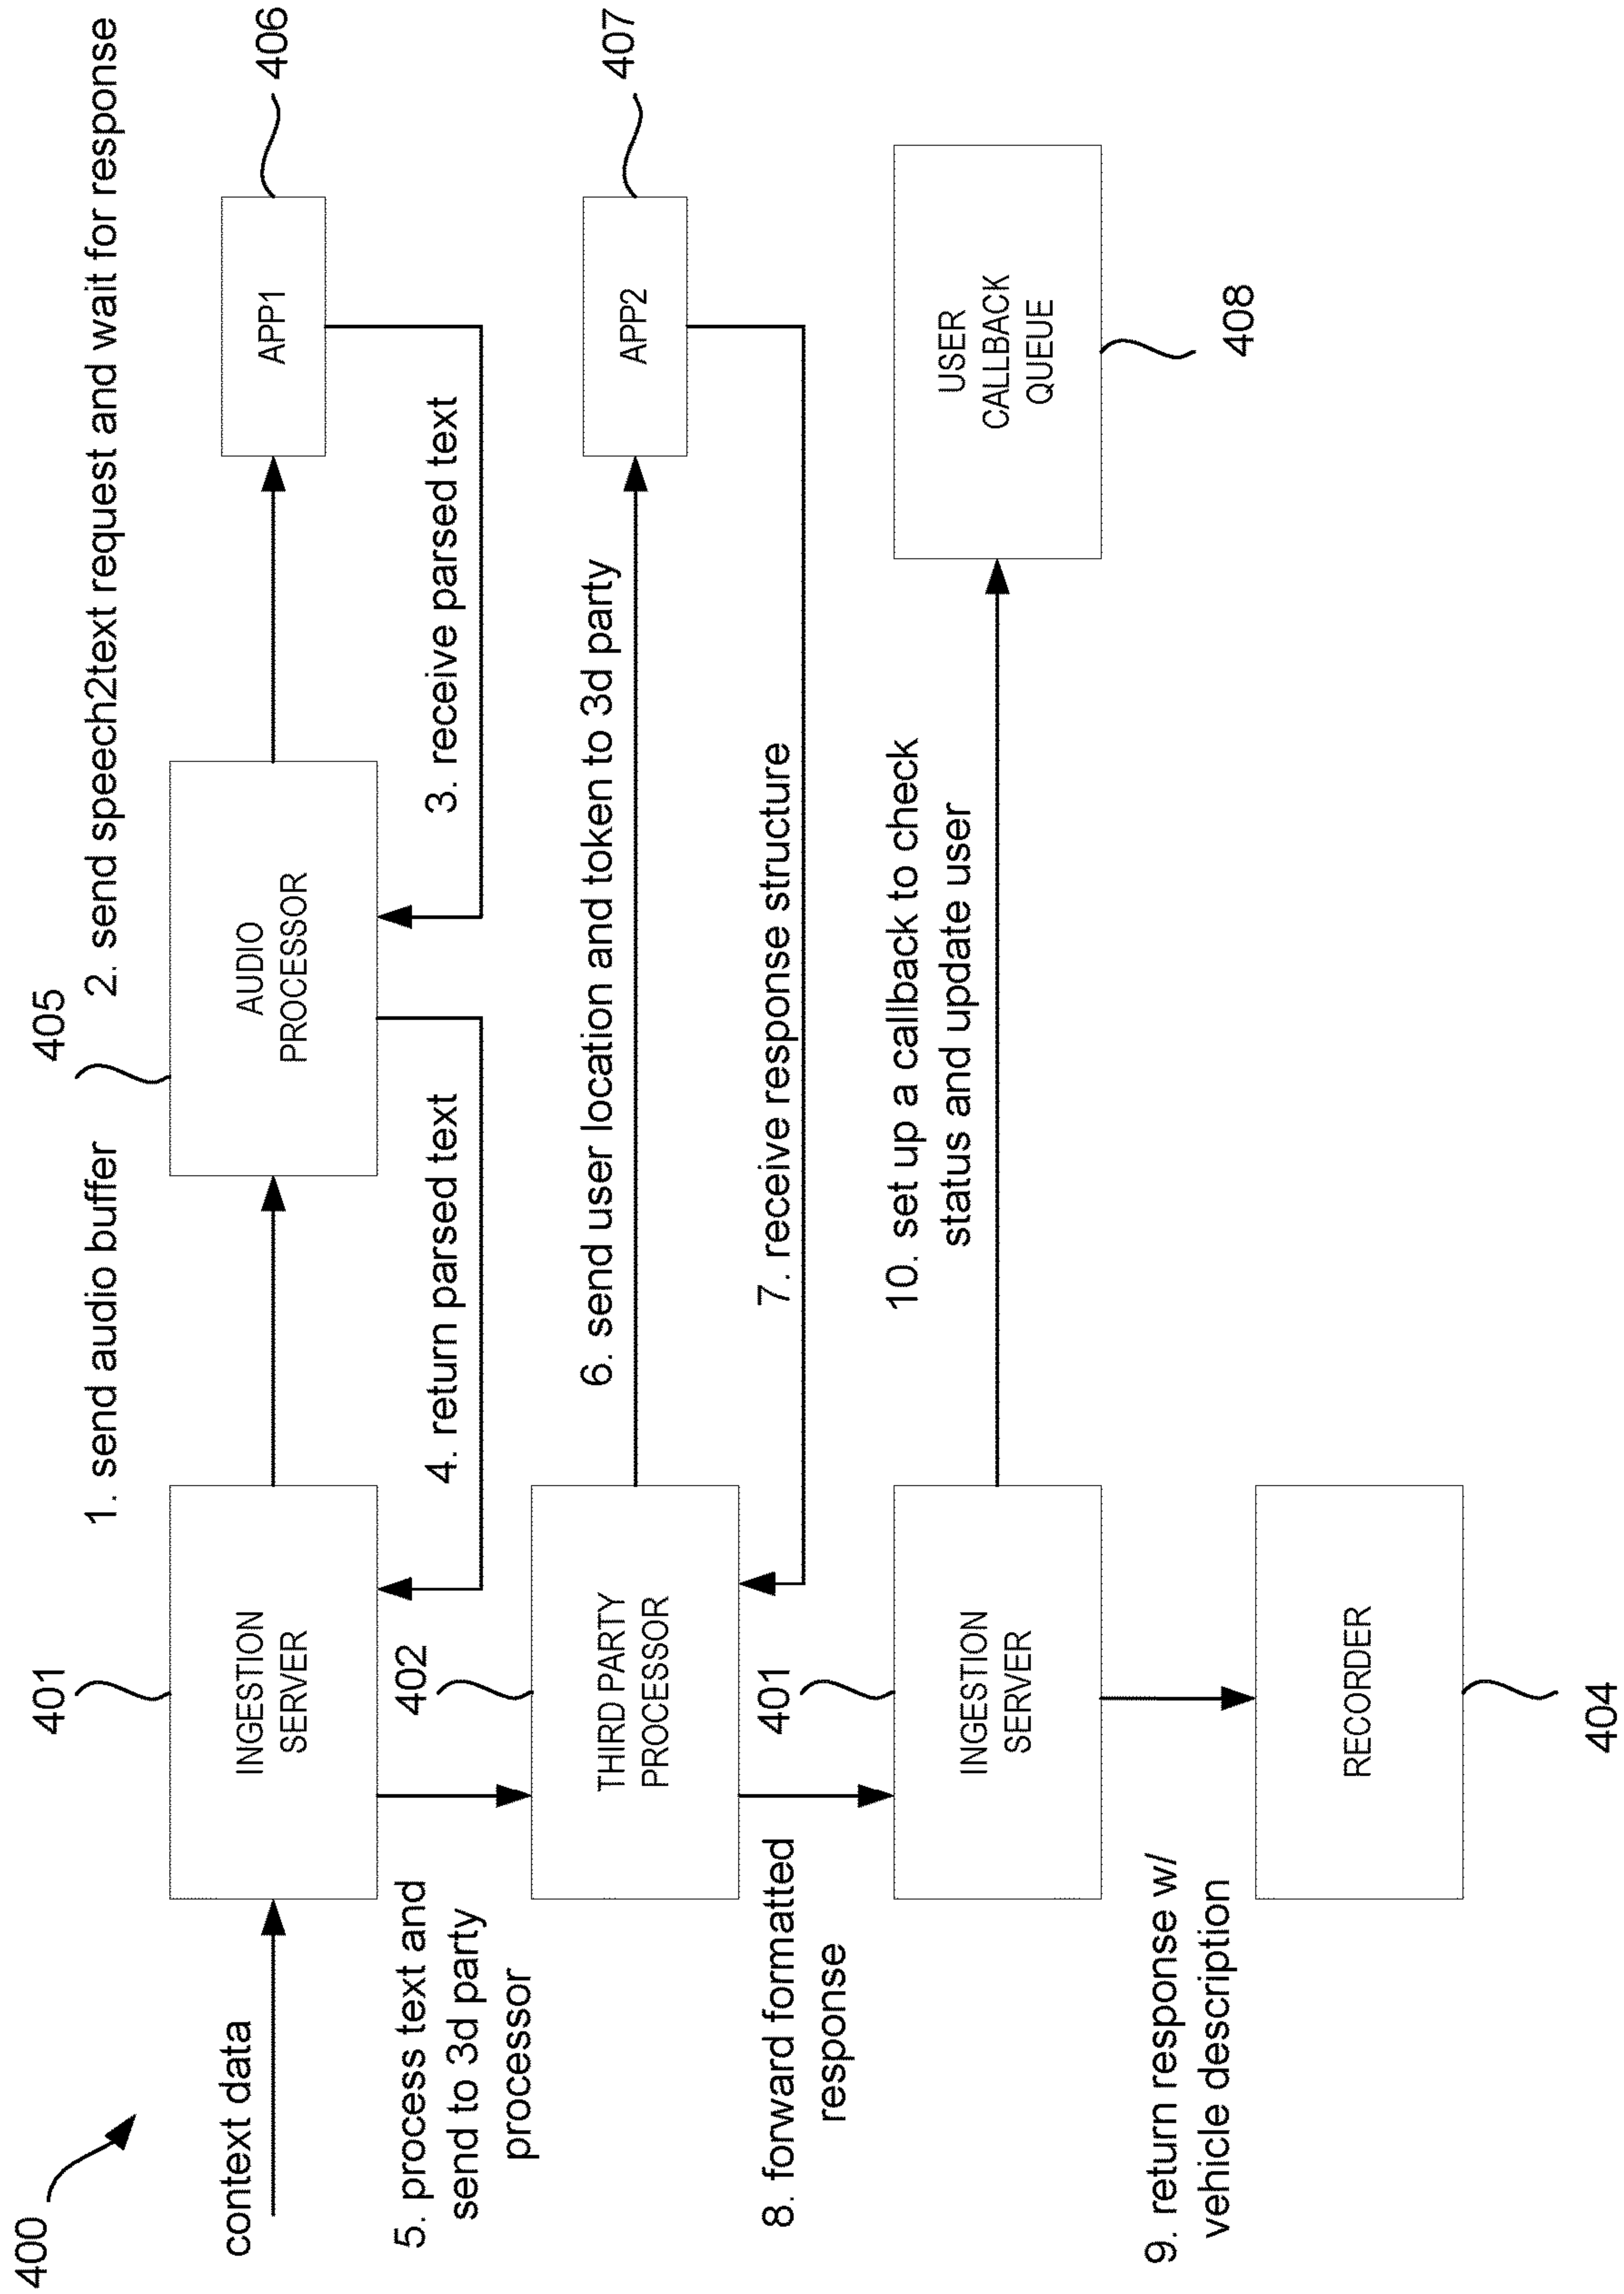 400
context data
401
INGESTION
SERVER
1. send audio buffer
405
AUDIO
PROCESSOR
2. send speech2text request and wait for response
APP1
406
3. receive parsed text
4. return parsed text
5. process text and
send to 3d party
processor
402
THIRD PARTY
PROCESSOR
6. send user location and token to 3d party
APP2
407
7. receive response structure
8. forward formatted
response
401
INGESTION
SERVER
10. set up a callback to check
status and update user
USER
CALLBACK
QUEUE
408
9. return response w/
vehicle description
RECORDER
404